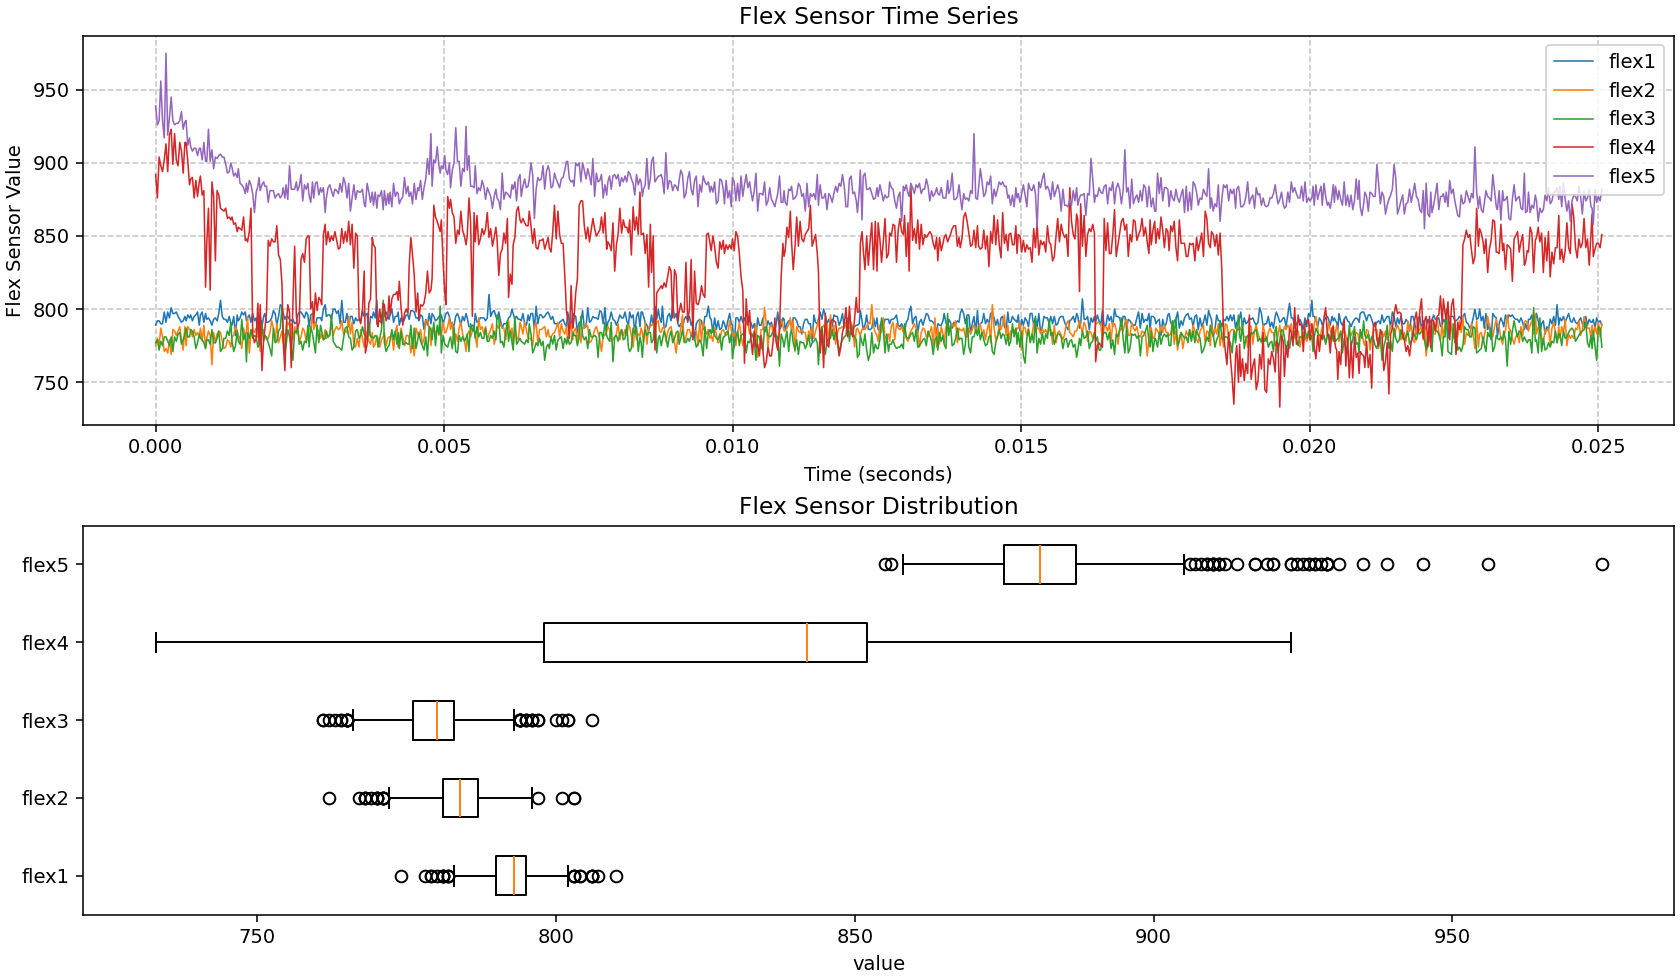 Flex Sensor Time Series
Flex Sensor Value
950
900
850
800
750
flex1
flex2
flex3
flex4
flex5
0.000 0.005 0.010 0.015 0.020 0.025
Time (seconds)
Flex Sensor Distribution
flex5
flex4
flex3
flex2
flex1
750 800 850 900 950
value